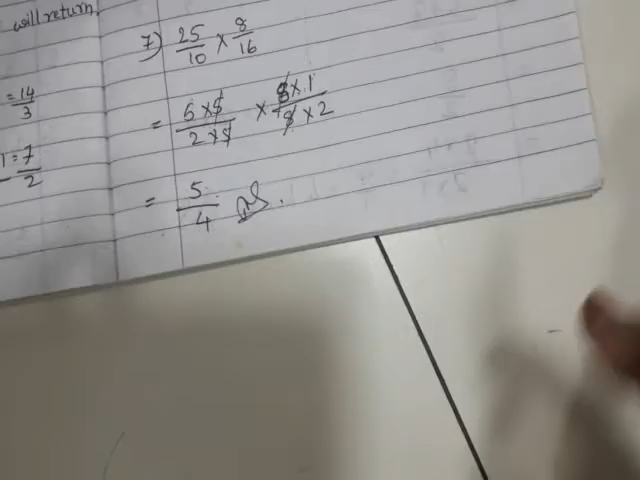 will return
= 14/3
1 = 7/2
7) 25/10 × 8/16
= 5 × 5/2 × 5 × 8 × 1/8 × 2
= 5/4